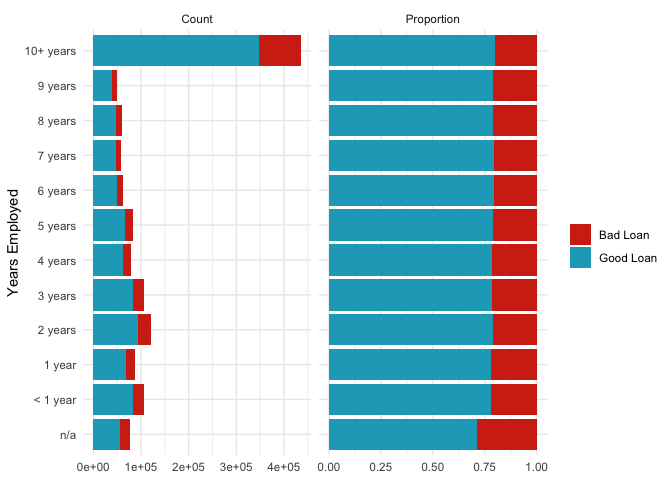 Count
Proportion
Years Employed
10+ years
9 years
8 years
7 years
6 years
5 years
4 years
3 years
2 years
1 year
< 1 year
n/a
0e+00 1e+05 2e+05 3e+05 4e+05
0.00 0.25 0.50 0.75 1.00
Bad Loan
Good Loan